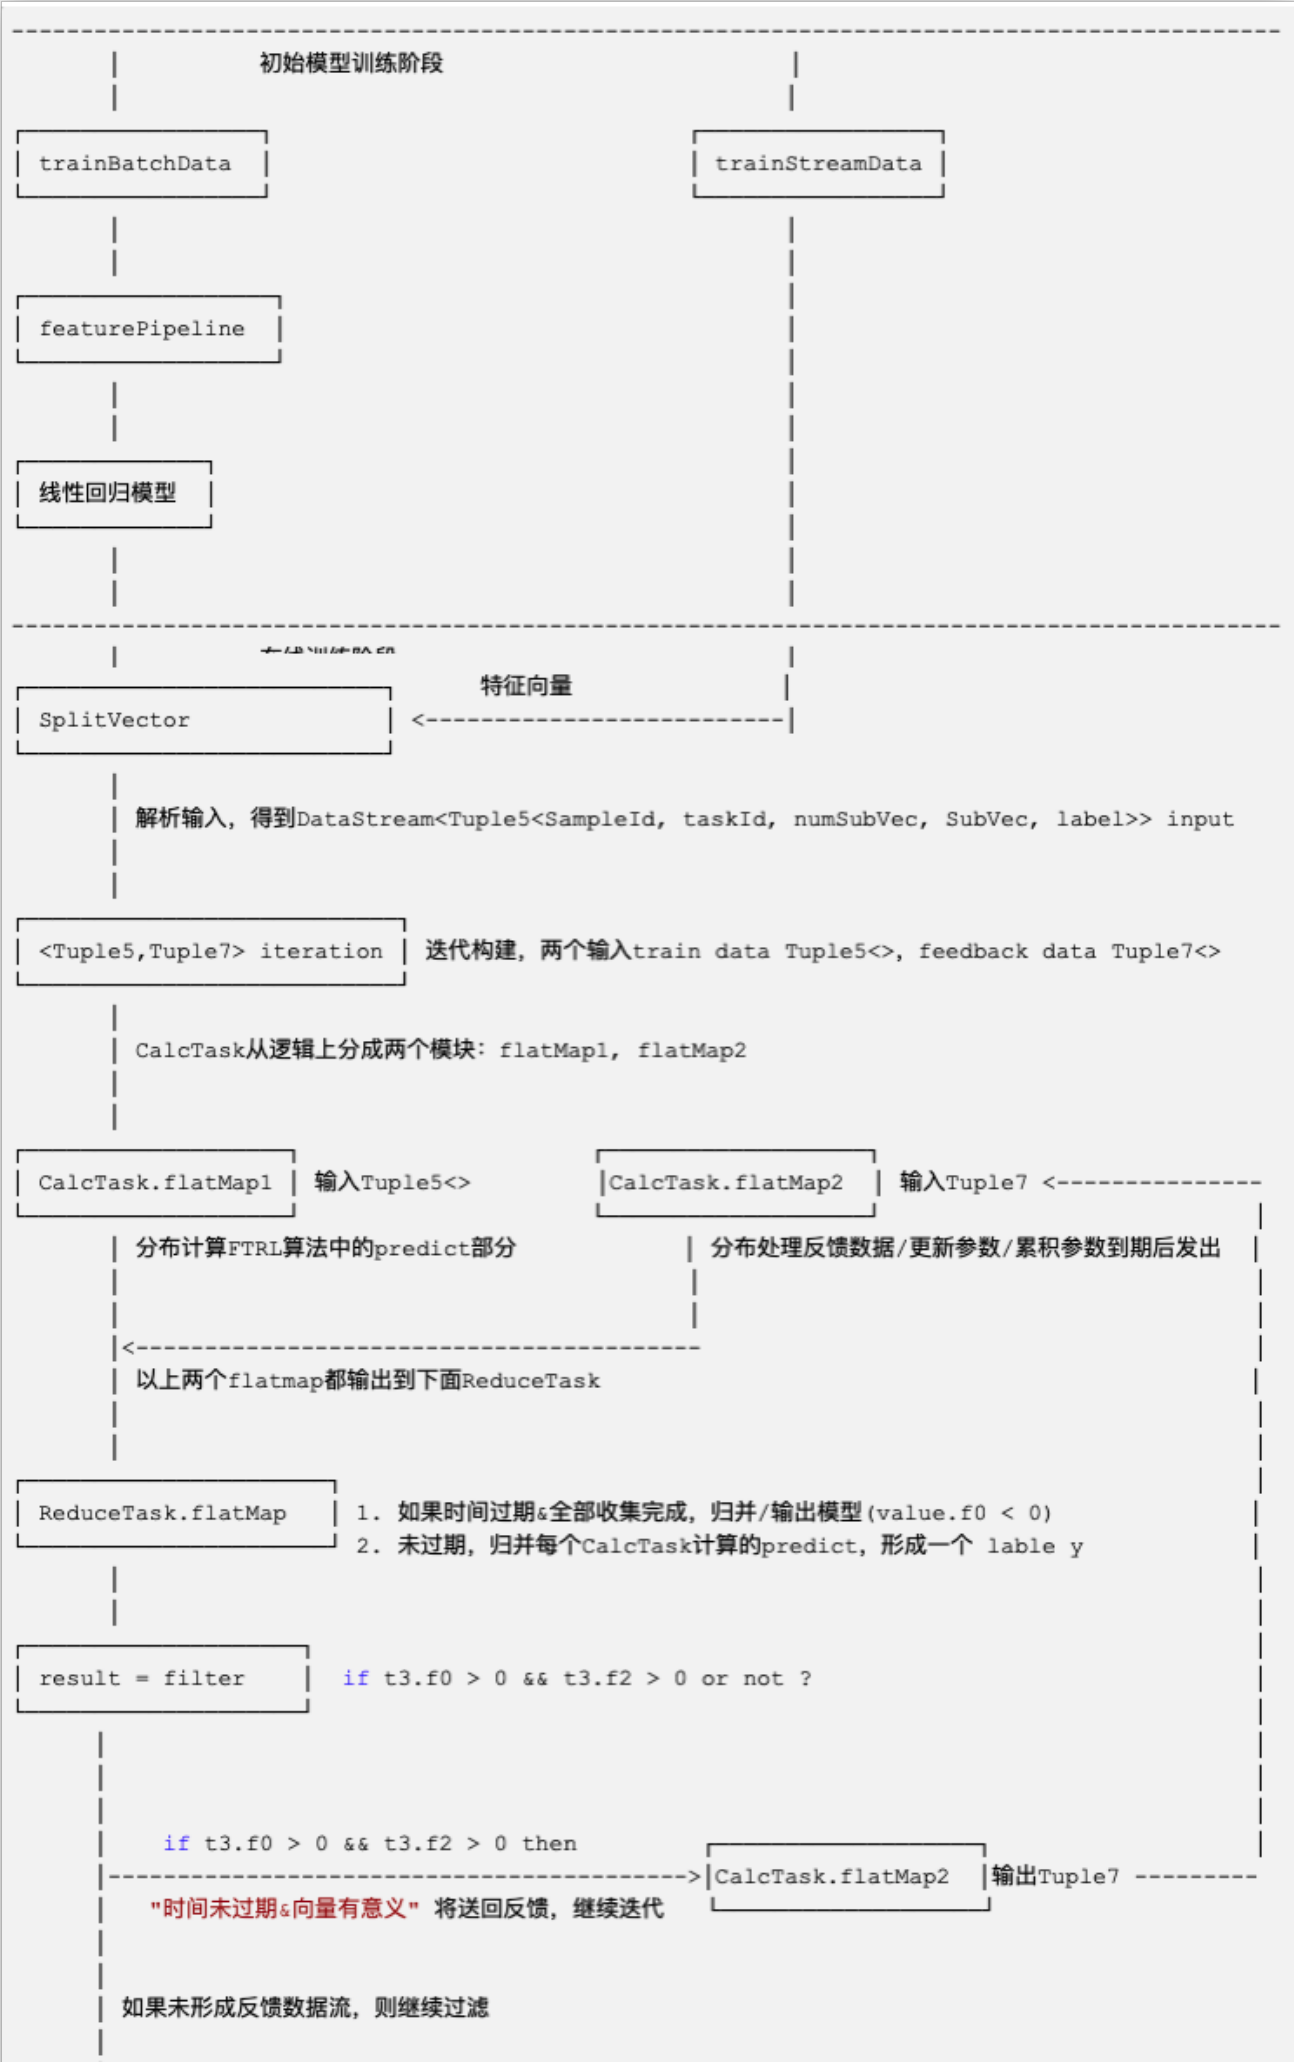 初始模型训练阶段
trainBatchData
trainStreamData
featurePipeline
线性回归模型
特征向量
SplitVector
<---------------------------
解析输入，得到DataStream<Tuple5<SampleId, taskId, numSubVec, SubVec, label>> input
<Tuple5,Tuple7> iteration 迭代构建，两个输入train data Tuple5<>，feedback data Tuple7<>
CalcTask从逻辑上分成两个模块：flatMap1, flatMap2
CalcTask.flatMap1 输入Tuple5<> CalcTask.flatMap2 输入Tuple7 <---------------
分布计算FTRL算法中的predict部分 分布处理反馈数据/更新参数/累积参数到期后发出
以上两个flatmap都输出到下面ReduceTask
ReduceTask.flatMap 1. 如果时间过期&全部收集完成，归并/输出模型(value.f0 < 0)
2. 未过期，归并每个CalcTask计算的predict，形成一个 lable y
result = filter if t3.f0 > 0 && t3.f2 > 0 or not ?
if t3.f0 > 0 && t3.f2 > 0 then
CalcTask.flatMap2 输出Tuple7 ---------
"时间未过期&向量有意义" 将送回反馈，继续迭代
如果未形成反馈数据流，则继续过滤